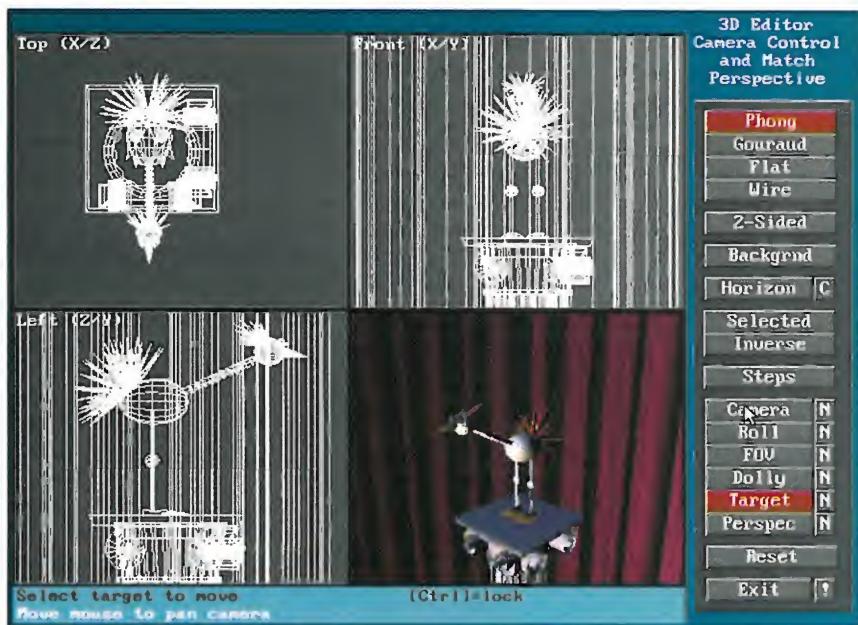 Top (X/Z)
Front (X/Y)
Left (Z/Y)
3D Editor
Camera Control
and Match
Perspective
Phong
Gouraud
Flat
Wire
2-Sided
Backgrnd
Horizon C
Selected
Inverse
Steps
Camera N
Roll N
FOV N
Dolly N
Target N
Perspec N
Reset
Exit !
Select target to move [Ctrl]=lock
Move mouse to pan camera